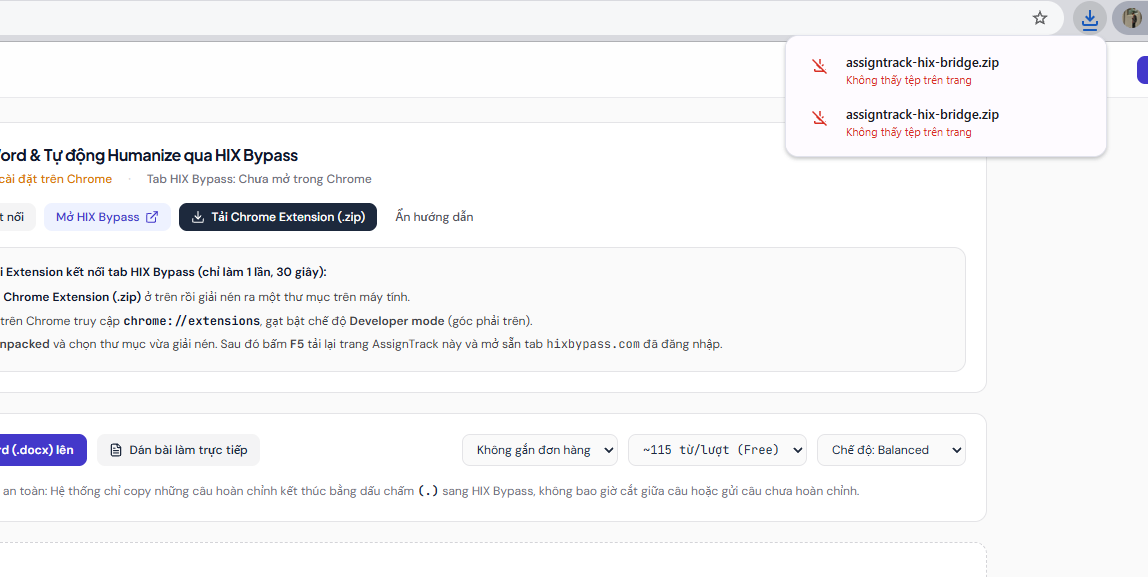 assigntrack-hix-bridge.zip
Không thấy tệp trên trang
assigntrack-hix-bridge.zip
Không thấy tệp trên trang
ord & Tự động Humanize qua HIX Bypass
cài đặt trên Chrome · Tab HIX Bypass: Chưa mở trong Chrome
t nối Mở HIX Bypass Tải Chrome Extension (.zip) Ẩn hướng dẫn
i Extension kết nối tab HIX Bypass (chỉ làm 1 lần, 30 giây):
Chrome Extension (.zip) ở trên rồi giải nén ra một thư mục trên máy tính.
trên Chrome truy cập chrome://extensions, gạt bật chế độ Developer mode (góc phải trên).
npacked và chọn thư mục vừa giải nén. Sau đó bấm F5 tải lại trang AssignTrack này và mở sẵn tab hixbypass.com đã đăng nhập.
rd (.docx) lên Dán bài làm trực tiếp Không gắn đơn hàng ~115 từ/lượt (Free) Chế độ: Balanced
an toàn: Hệ thống chỉ copy những câu hoàn chỉnh kết thúc bằng dấu chấm (.) sang HIX Bypass, không bao giờ cắt giữa câu hoặc gửi câu chưa hoàn chỉnh.